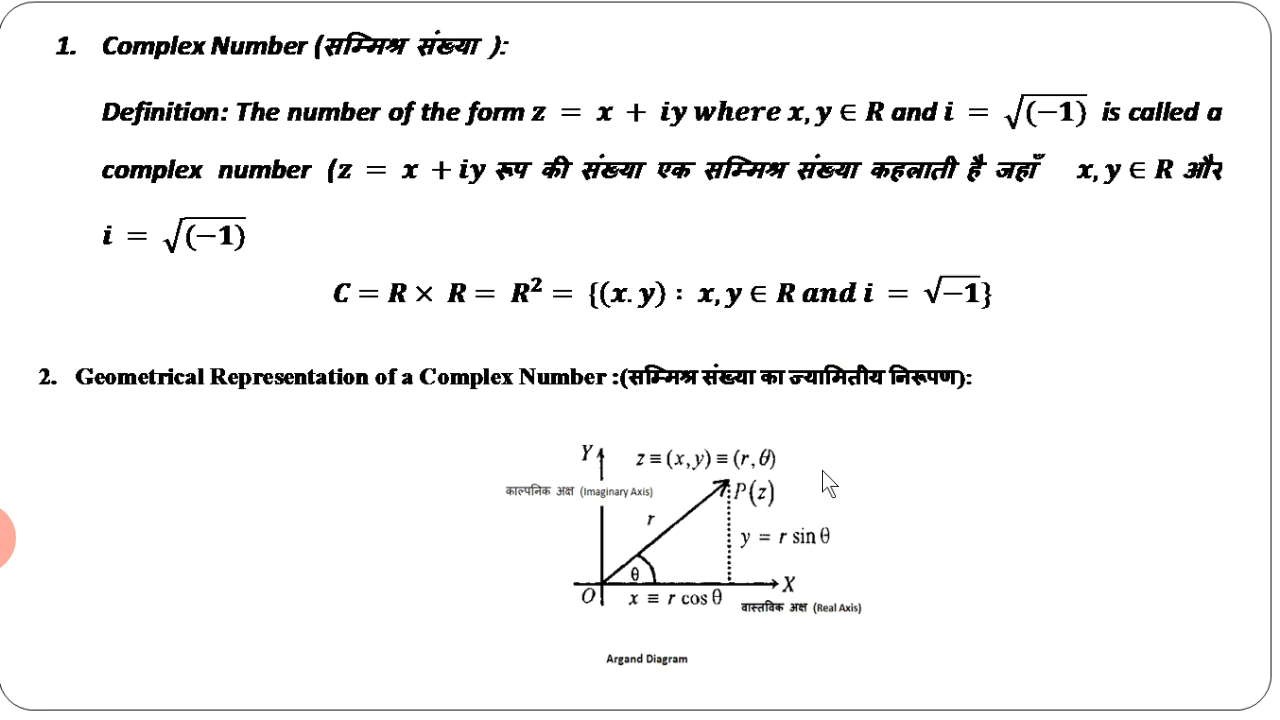 1. Complex Number (सम्मिश्र संख्या ):
Definition: The number of the form z = x + iy where x, y ∈ R and i = √(−1) is called a
complex number (z = x + iy रूप की संख्या एक सम्मिश्र संख्या कहलाती है जहाँ x, y ∈ R और
i = √(−1)
C = R × R = R² = {(x. y) : x, y ∈ R and i = √−1}
2. Geometrical Representation of a Complex Number :(सम्मिश्र संख्या का ज्यामितीय निरूपण):
Y z ≡ (x, y) ≡ (r, θ)
काल्पनिक अक्ष (Imaginary Axis) P(z)
r
y = r sin θ
θ
X
O x ≡ r cos θ
वास्तविक अक्ष (Real Axis)
Argand Diagram